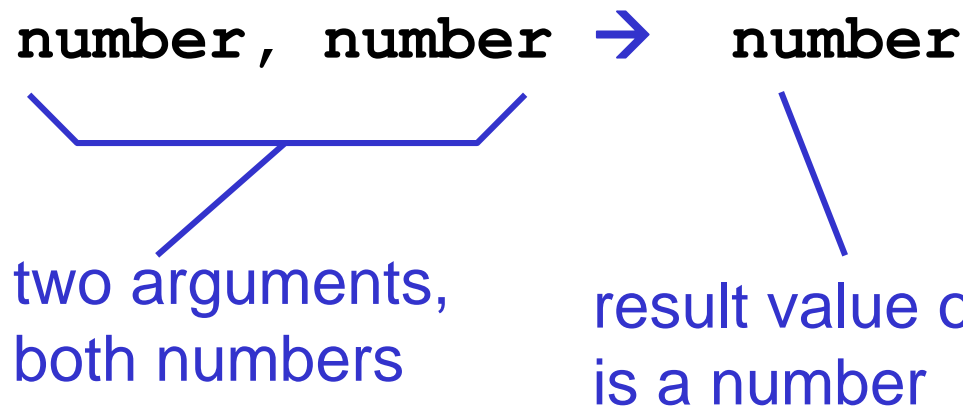 number, number → number
two arguments,
both numbers
result value
is a number